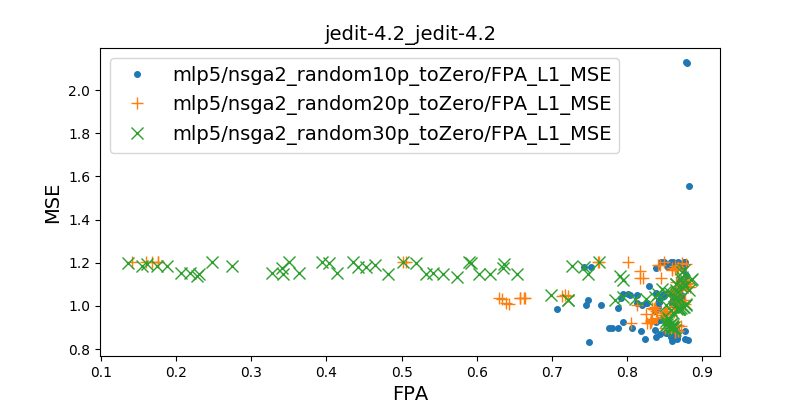 jedit-4.2_jedit-4.2
mlp5/nsga2_random10p_toZero/FPA_L1_MSE
mlp5/nsga2_random20p_toZero/FPA_L1_MSE
mlp5/nsga2_random30p_toZero/FPA_L1_MSE
MSE
2.0
1.8
1.6
1.4
1.2
1.0
0.8
0.1 0.2 0.3 0.4 0.5 0.6 0.7 0.8 0.9
FPA